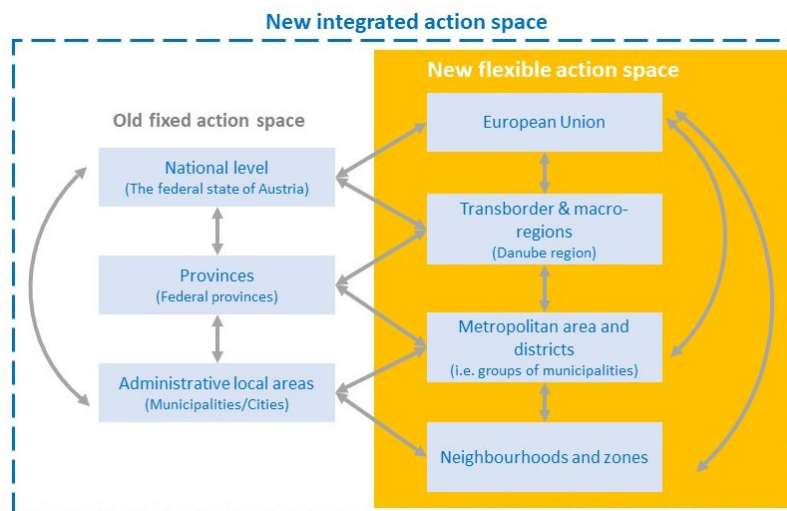 New integrated action space
New flexible action space
Old fixed action space
European Union
National level
(The federal state of Austria)
Transborder & macro-
regions
(Danube region)
Provinces
(Federal provinces)
Metropolitan area and
districts
(i.e. groups of municipalities)
Administrative local areas
(Municipalities/Cities)
Neighbourhoods and zones